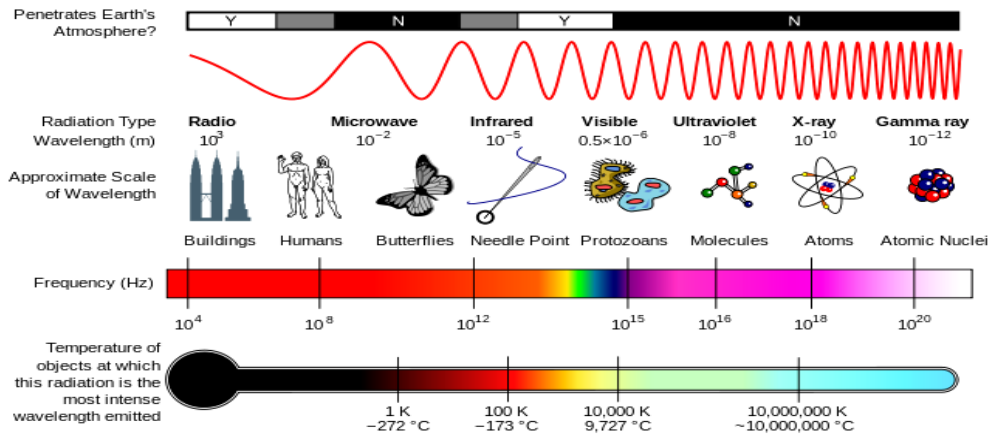 Penetrates Earth's
Atmosphere?
Y N Y N
Radiation Type
Radio Microwave Infrared Visible Ultraviolet X-ray Gamma ray
Wavelength (m)
10³ 10⁻² 10⁻⁵ 0.5×10⁻⁶ 10⁻⁸ 10⁻¹⁰ 10⁻¹²
Approximate Scale
of Wavelength
Buildings Humans Butterflies Needle Point Protozoans Molecules Atoms Atomic Nuclei
Frequency (Hz)
10⁴ 10⁸ 10¹² 10¹⁵ 10¹⁶ 10¹⁸ 10²⁰
Temperature of
objects at which
this radiation is the
most intense
wavelength emitted
1 K 100 K 10,000 K 10,000,000 K
−272 °C −173 °C 9,727 °C ~10,000,000 °C